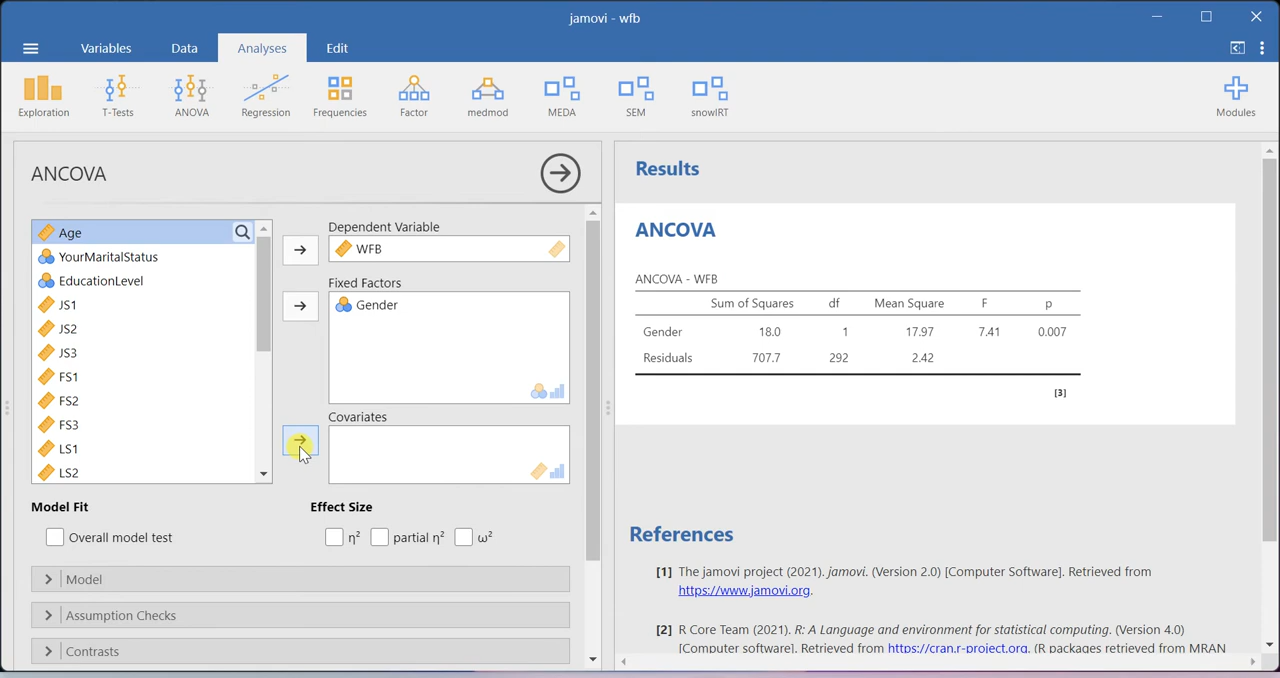 jamovi - wfb
Variables Data Analyses Edit
Exploration T-Tests ANOVA Regression Frequencies Factor medmod MEDA SEM snowIRT Modules
ANCOVA
Age
YourMaritalStatus
EducationLevel
JS1
JS2
JS3
FS1
FS2
FS3
LS1
LS2
Dependent Variable
WFB
Fixed Factors
Gender
Covariates
Model Fit
Overall model test
Effect Size
η² partial η² ω²
Model
Assumption Checks
Contrasts
Results
ANCOVA
ANCOVA - WFB
Sum of Squares df Mean Square F p
Gender 18.0 1 17.97 7.41 0.007
Residuals 707.7 292 2.42
[3]
References
[1] The jamovi project (2021). jamovi. (Version 2.0) [Computer Software]. Retrieved from
https://www.jamovi.org.
[2] R Core Team (2021). R: A Language and environment for statistical computing. (Version 4.0)
[Computer software]. Retrieved from https://cran.r-project.org. (R packages retrieved from MRAN